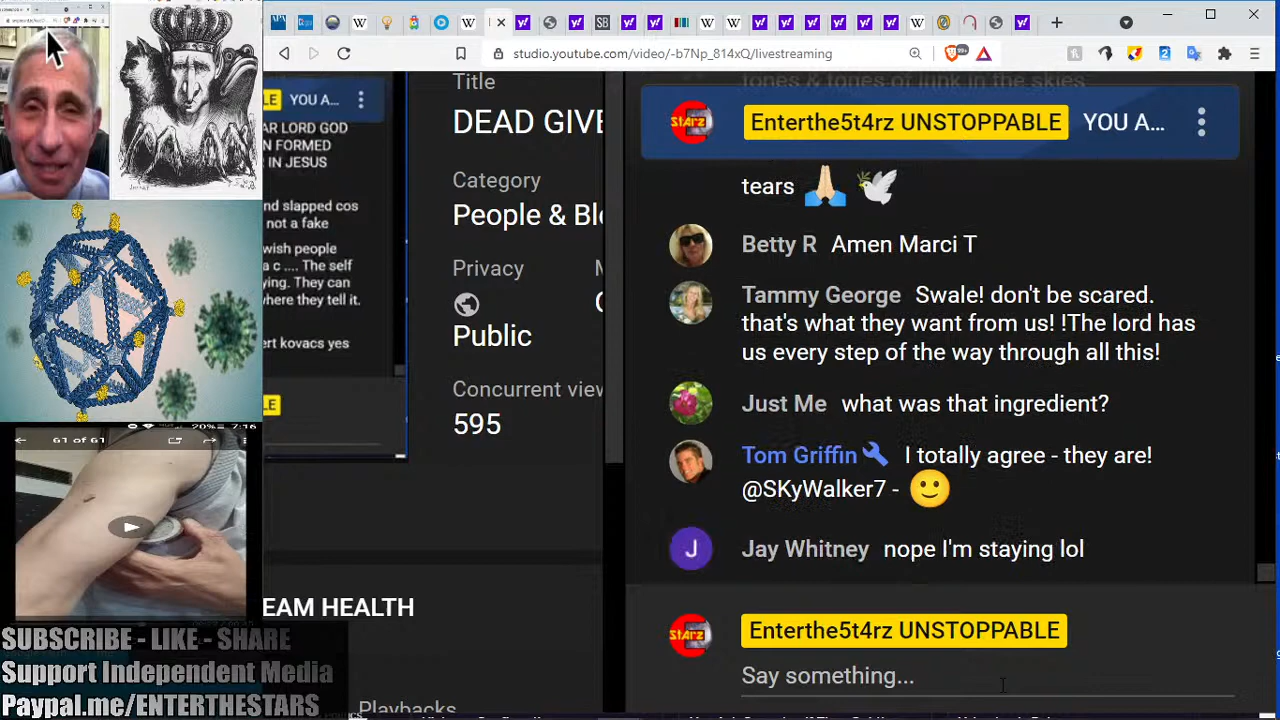 studio.youtube.com/video/-b7Np_814xQ/livestreaming
99+
2
E YOU A...
AR LORD GOD
N FORMED
IN JESUS
nd slapped cos
not a fake
wish people
a c .... The self
ying. They can
where they tell it.
ert kovacs yes
E
Title
DEAD GIVE
Category
People & Blo
Privacy
Public
Concurrent view
595
EAM HEALTH
Playbacks
tones & tones of junk in the skies
Enterthe5t4rz UNSTOPPABLE YOU A...
tears
Betty R Amen Marci T
Tammy George Swale! don't be scared.
that's what they want from us! !The lord has
us every step of the way through all this!
Just Me what was that ingredient?
Tom Griffin I totally agree - they are!
@SKyWalker7 -
J Jay Whitney nope I'm staying lol
Enterthe5t4rz UNSTOPPABLE
Say something...
20% 7:16
61 of 61
SUBSCRIBE - LIKE - SHARE
Support Independent Media
Paypal.me/ENTERTHESTARS